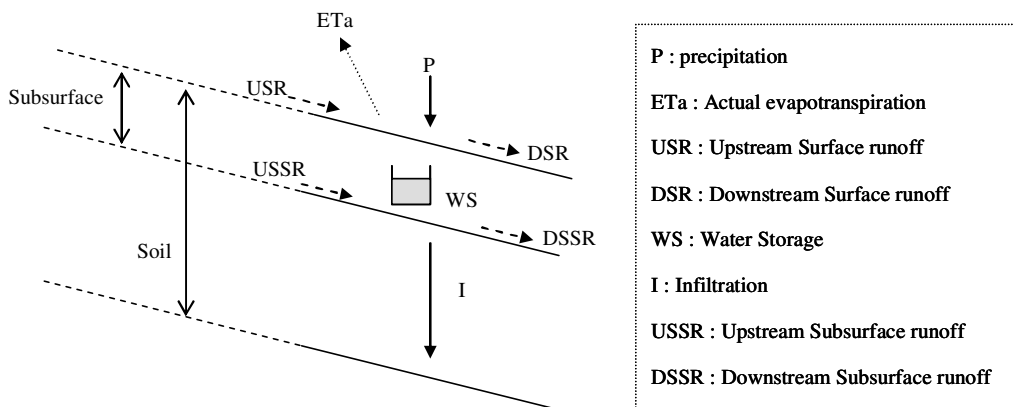 ETa
P
USR
Subsurface
DSR
USSR
WS
DSSR
Soil
I
P : precipitation
ETa : Actual evapotranspiration
USR : Upstream Surface runoff
DSR : Downstream Surface runoff
WS : Water Storage
I : Infiltration
USSR : Upstream Subsurface runoff
DSSR : Downstream Subsurface runoff